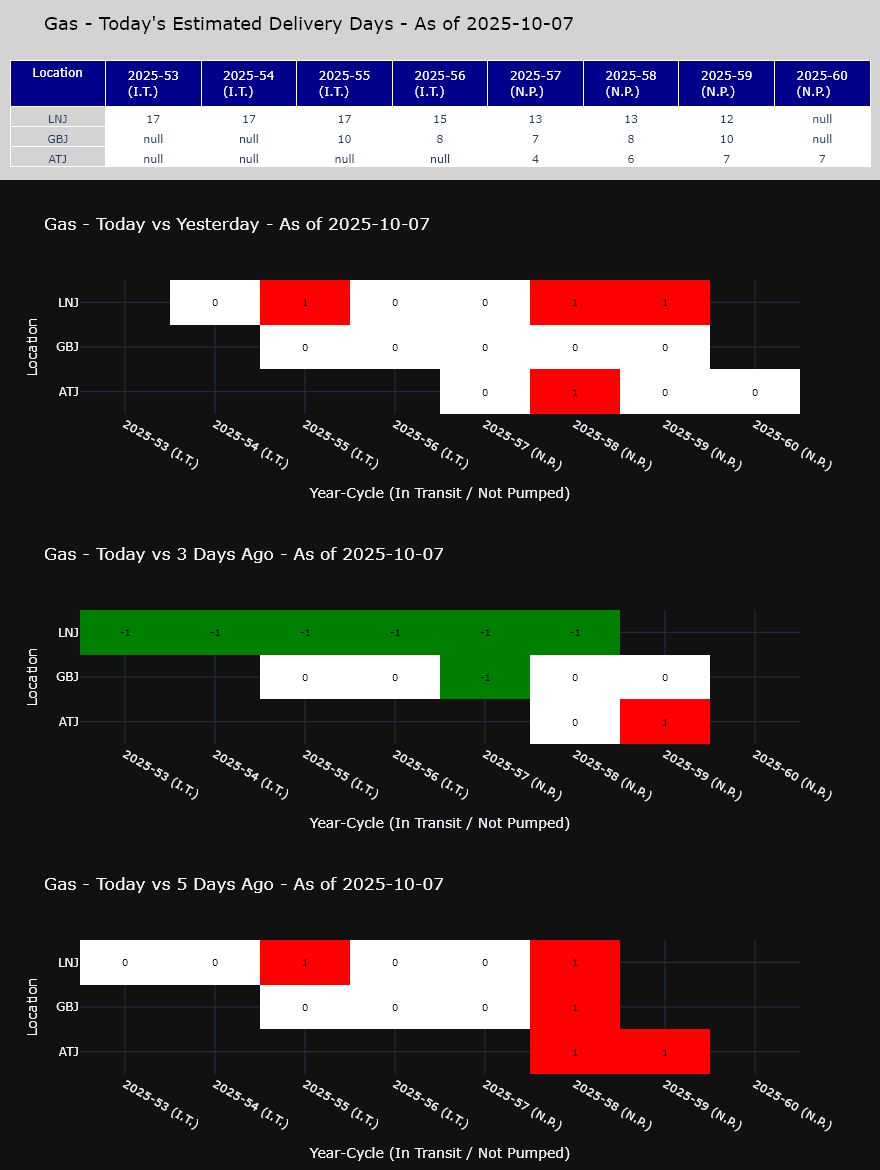 Gas - Today's Estimated Delivery Days - As of 2025-10-07
Location 2025-53 (I.T.) 2025-54 (I.T.) 2025-55 (I.T.) 2025-56 (I.T.) 2025-57 (N.P.) 2025-58 (N.P.) 2025-59 (N.P.) 2025-60 (N.P.)
LNJ 17 17 17 15 13 13 12 null
GBJ null null 10 8 7 8 10 null
ATJ null null null null 4 6 7 7
Gas - Today vs Yesterday - As of 2025-10-07
Location
LNJ 0 1 0 0 1 1
GBJ 0 0 0 0 0
ATJ 0 1 0 0
2025-53 (I.T.) 2025-54 (I.T.) 2025-55 (I.T.) 2025-56 (I.T.) 2025-57 (N.P.) 2025-58 (N.P.) 2025-59 (N.P.) 2025-60 (N.P.)
Year-Cycle (In Transit / Not Pumped)
Gas - Today vs 3 Days Ago - As of 2025-10-07
Location
LNJ -1 -1 -1 -1 -1 -1
GBJ 0 0 -1 0 0
ATJ 0 1
2025-53 (I.T.) 2025-54 (I.T.) 2025-55 (I.T.) 2025-56 (I.T.) 2025-57 (N.P.) 2025-58 (N.P.) 2025-59 (N.P.) 2025-60 (N.P.)
Year-Cycle (In Transit / Not Pumped)
Gas - Today vs 5 Days Ago - As of 2025-10-07
Location
LNJ 0 0 1 0 0 1
GBJ 0 0 0 1
ATJ 1 1
2025-53 (I.T.) 2025-54 (I.T.) 2025-55 (I.T.) 2025-56 (I.T.) 2025-57 (N.P.) 2025-58 (N.P.) 2025-59 (N.P.) 2025-60 (N.P.)
Year-Cycle (In Transit / Not Pumped)